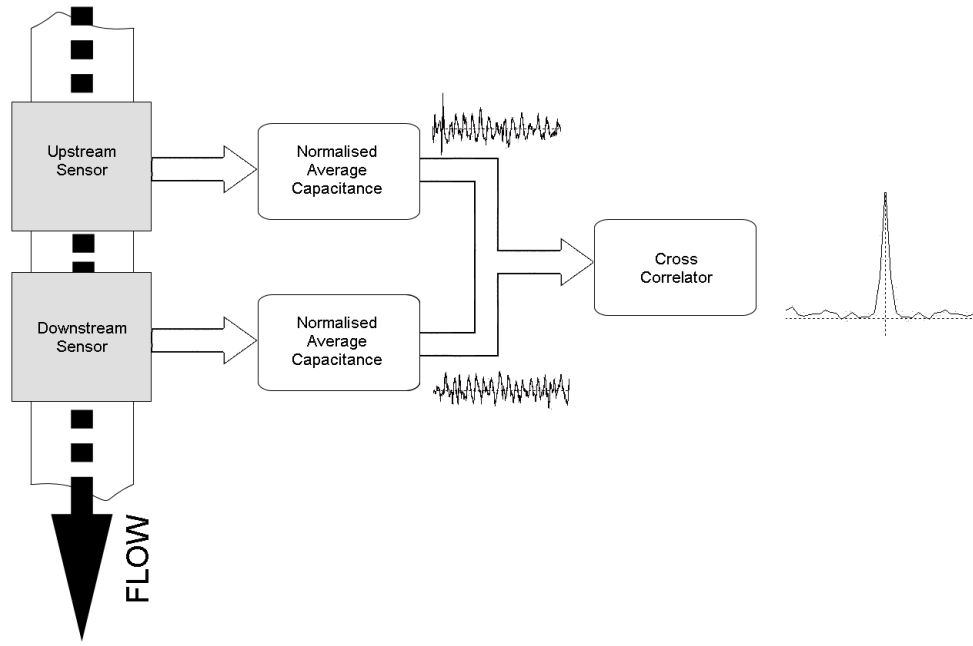 Upstream
Sensor
Normalised
Average
Capacitance
Cross
Correlator
Downstream
Sensor
Normalised
Average
Capacitance
FLOW